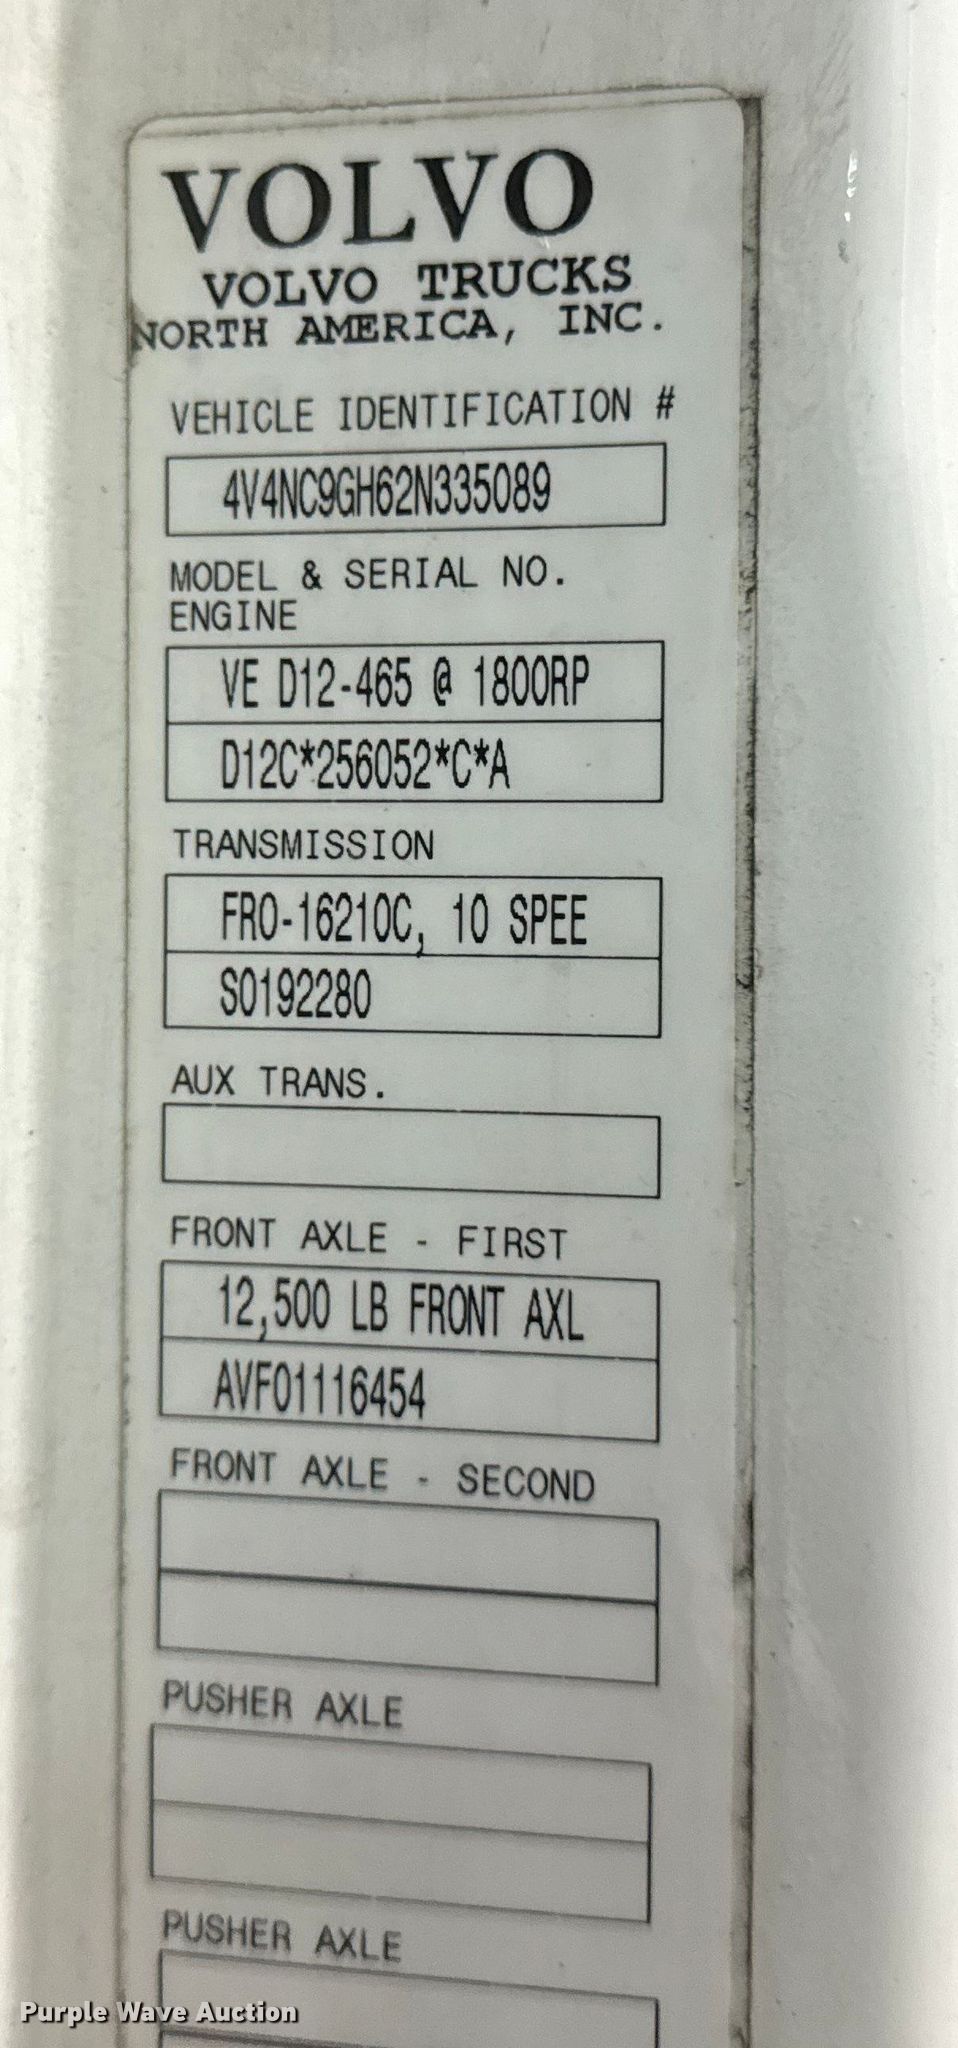 VOLVO
VOLVO TRUCKS
NORTH AMERICA, INC.
VEHICLE IDENTIFICATION #
4V4NC9GH62N335089
MODEL & SERIAL NO.
ENGINE
VE D12-465 @ 1800RP
D12C*256052*C*A
TRANSMISSION
FRO-16210C, 10 SPEE
S0192280
AUX TRANS.
FRONT AXLE - FIRST
12,500 LB FRONT AXL
AVF01116454
FRONT AXLE - SECOND
PUSHER AXLE
PUSHER AXLE
Purple Wave Auction